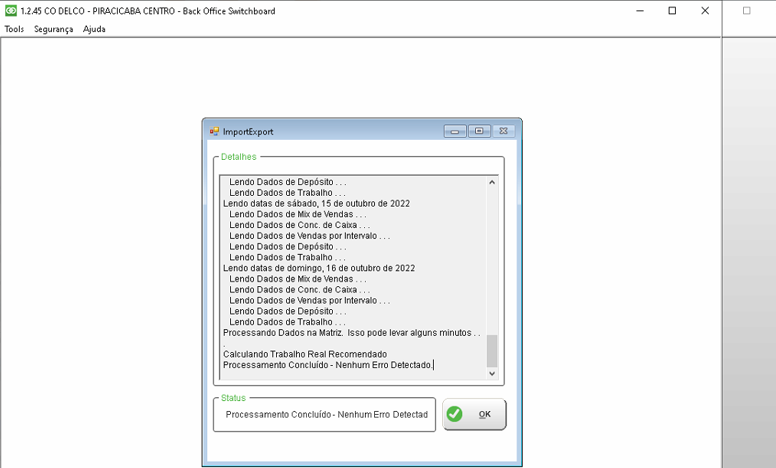 1.2.45 CO DELCO - PIRACICABA CENTRO - Back Office Switchboard
Tools Segurança Ajuda
ImportExport
Detalhes
Lendo Dados de Depósito . . .
Lendo Dados de Trabalho . . .
Lendo datas de sábado, 15 de outubro de 2022
Lendo Dados de Mix de Vendas . . .
Lendo Dados de Conc. de Caixa . . .
Lendo Dados de Vendas por Intervalo . . .
Lendo Dados de Depósito . . .
Lendo Dados de Trabalho . . .
Lendo datas de domingo, 16 de outubro de 2022
Lendo Dados de Mix de Vendas . . .
Lendo Dados de Conc. de Caixa . . .
Lendo Dados de Vendas por Intervalo . . .
Lendo Dados de Depósito . . .
Lendo Dados de Trabalho . . .
Processando Dados na Matriz.  Isso pode levar alguns minutos . .
.
Calculando Trabalho Real Recomendado
Processamento Concluído - Nenhum Erro Detectado.
Status
Processamento Concluído - Nenhum Erro Detectad
OK